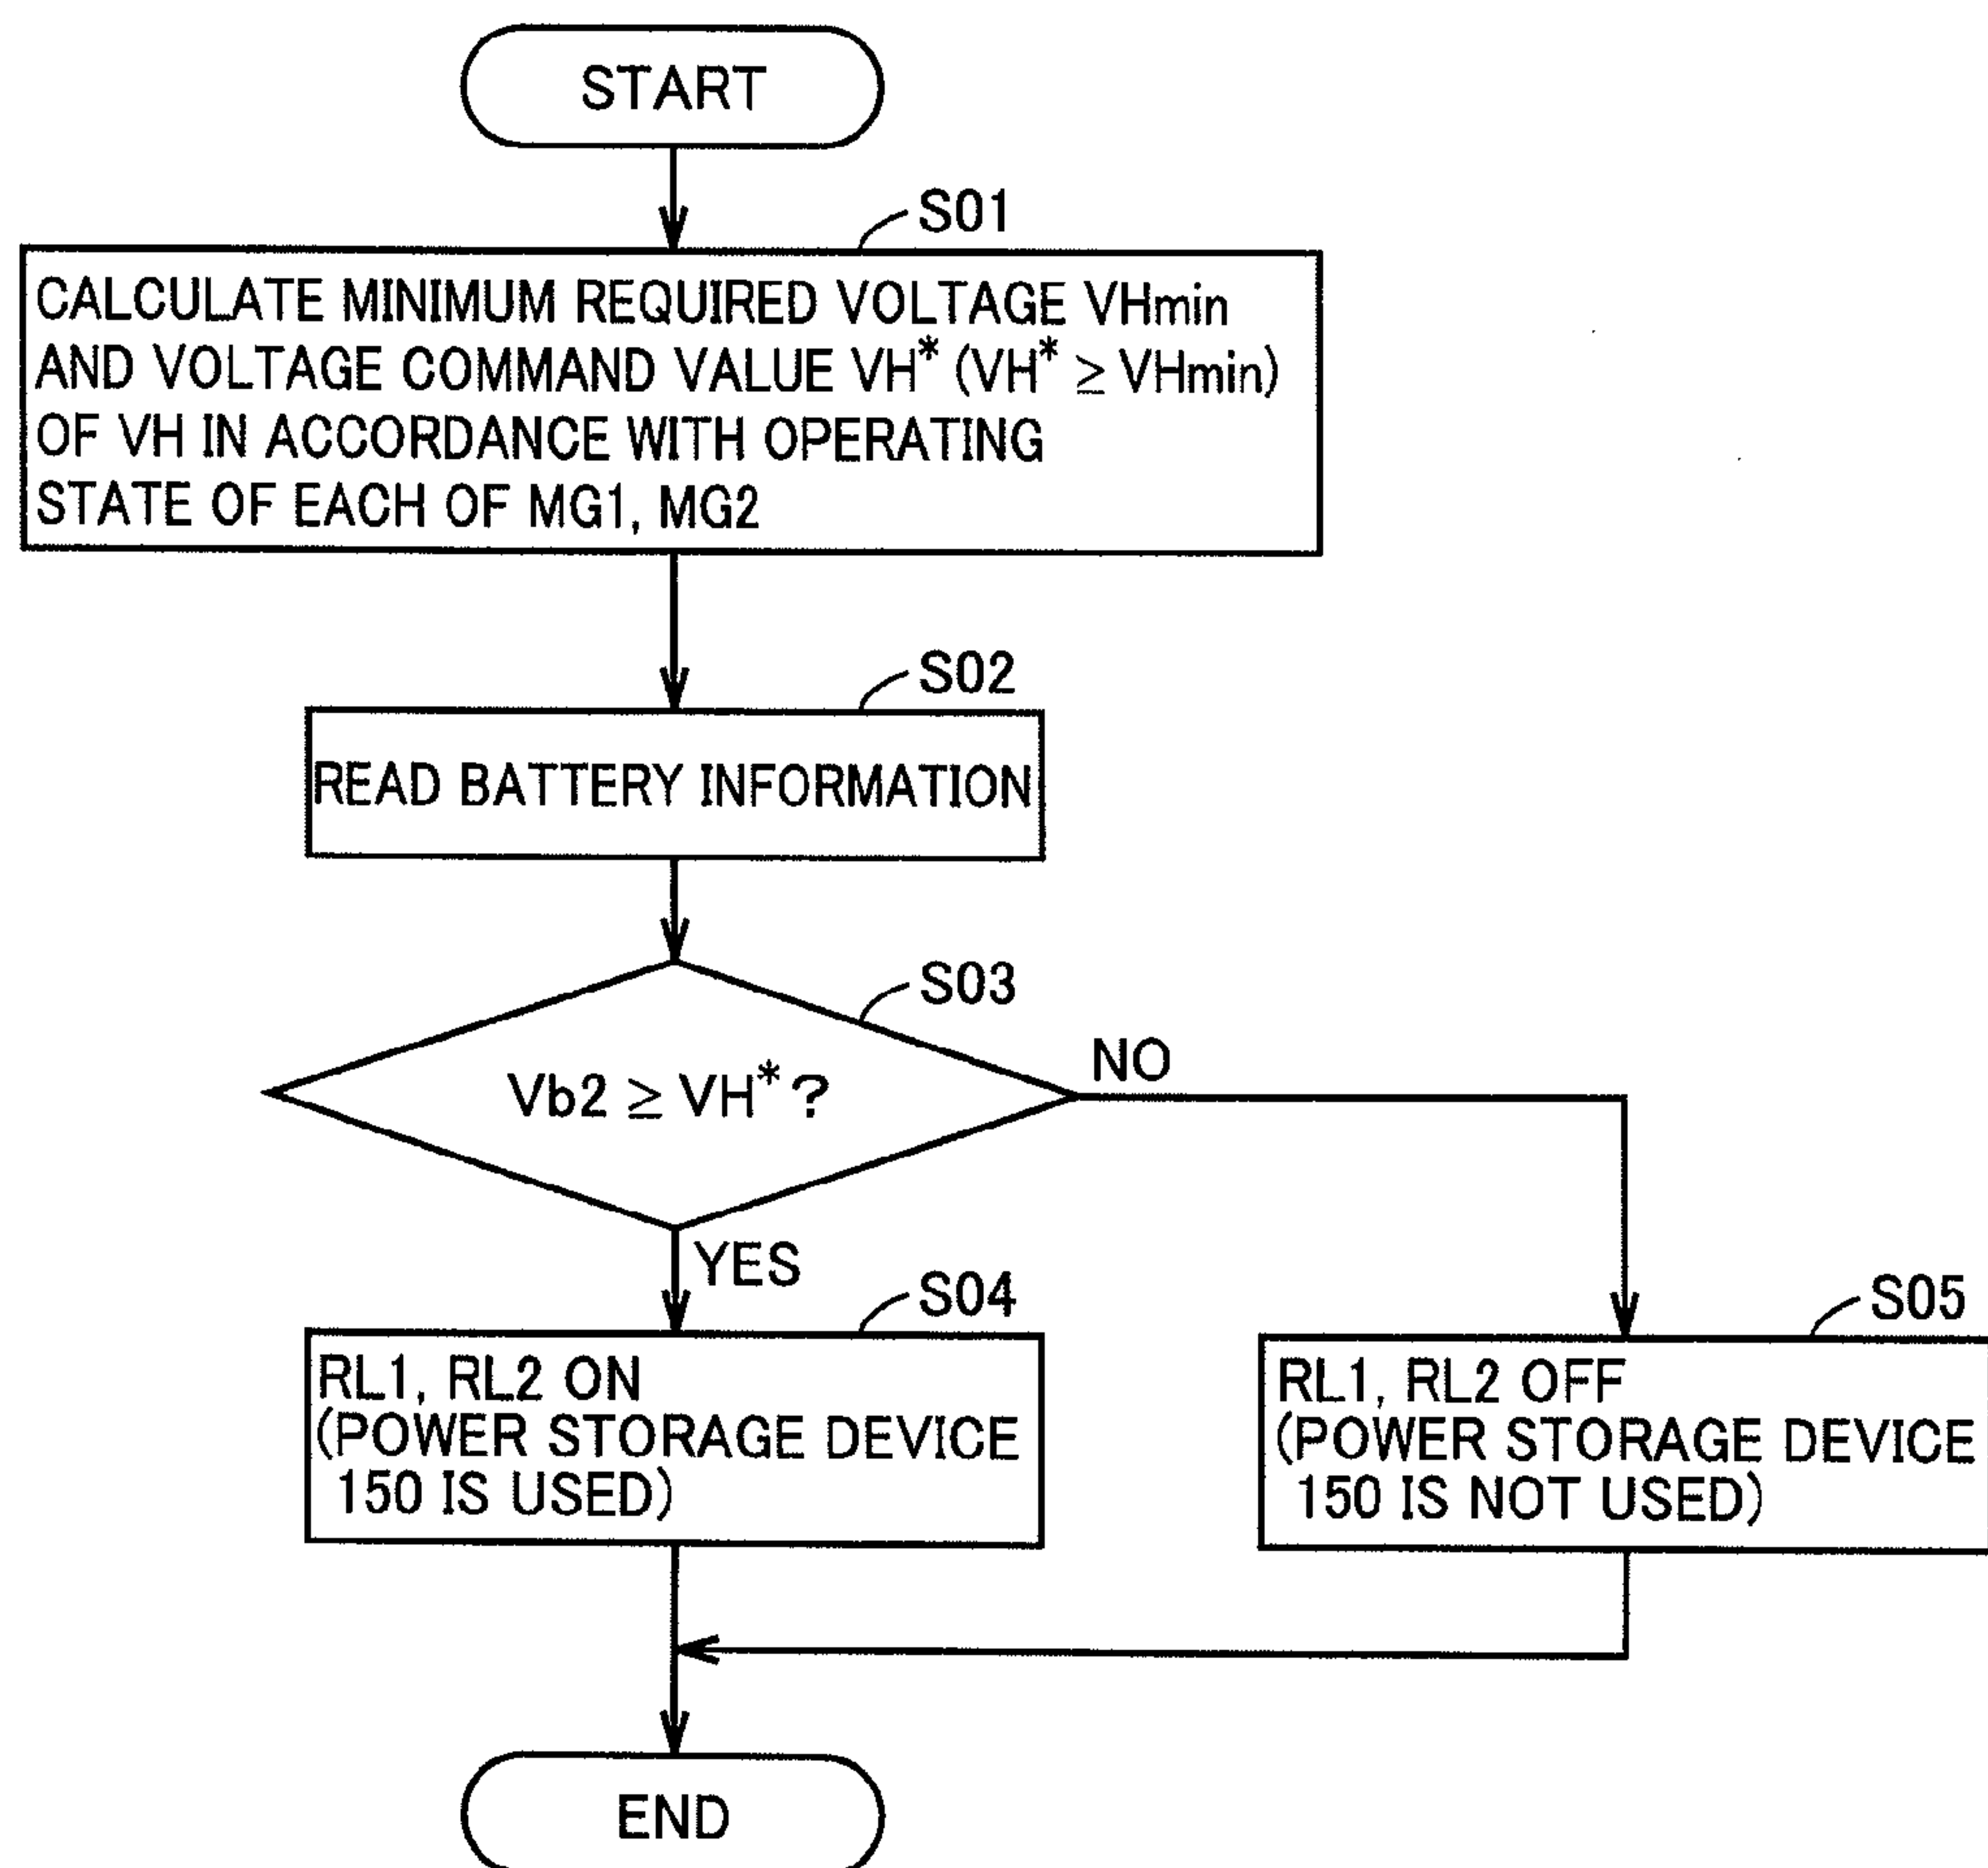 START
S01
CALCULATE MINIMUM REQUIRED VOLTAGE VHmin
AND VOLTAGE COMMAND VALUE VH* (VH* ≧ VHmin)
OF VH IN ACCORDANCE WITH OPERATING
STATE OF EACH OF MG1, MG2
S02
READ BATTERY INFORMATION
S03
Vb2 ≧ VH* ?
NO
YES
S04
RL1, RL2 ON
(POWER STORAGE DEVICE
150 IS USED)
S05
RL1, RL2 OFF
(POWER STORAGE DEVICE
150 IS NOT USED)
END